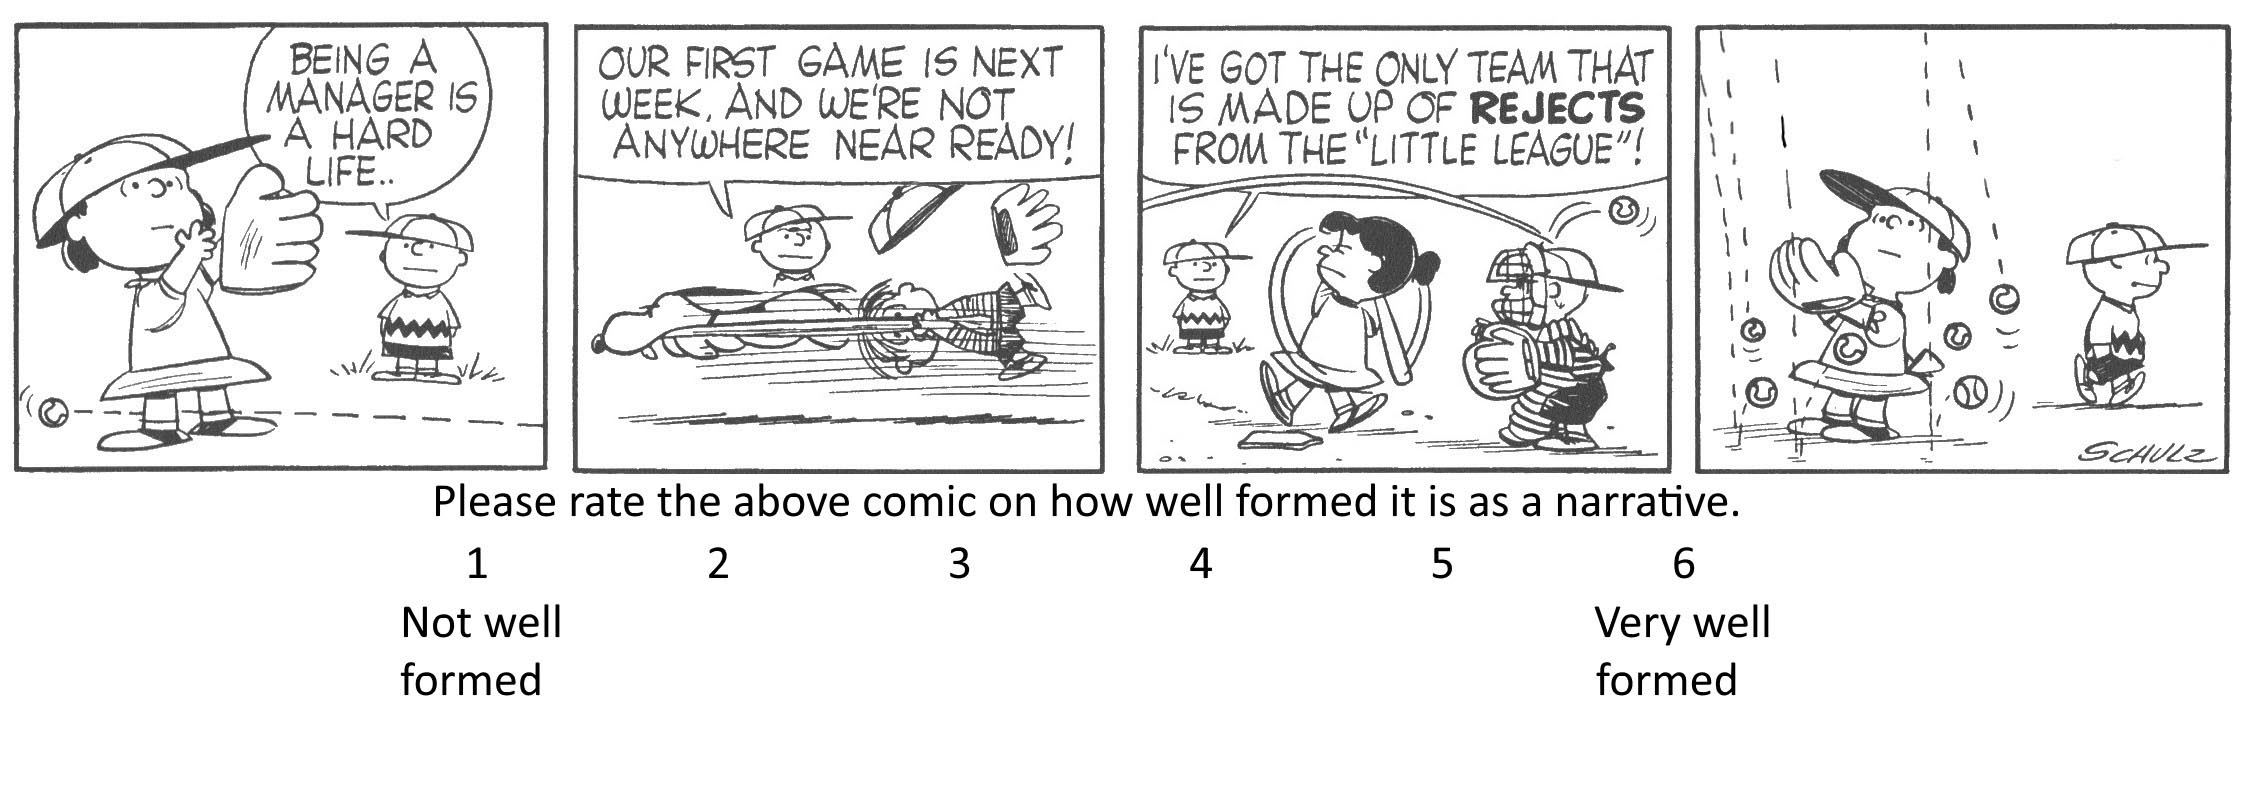 BEING A
MANAGER IS
A HARD
LIFE..
OUR FIRST GAME IS NEXT
WEEK, AND WE'RE NOT
ANYWHERE NEAR READY!
I'VE GOT THE ONLY TEAM THAT
IS MADE UP OF REJECTS
FROM THE "LITTLE LEAGUE"!
SCHULZ
Please rate the above comic on how well formed it is as a narrative.
1 2 3 4 5 6
Not well
formed
Very well
formed